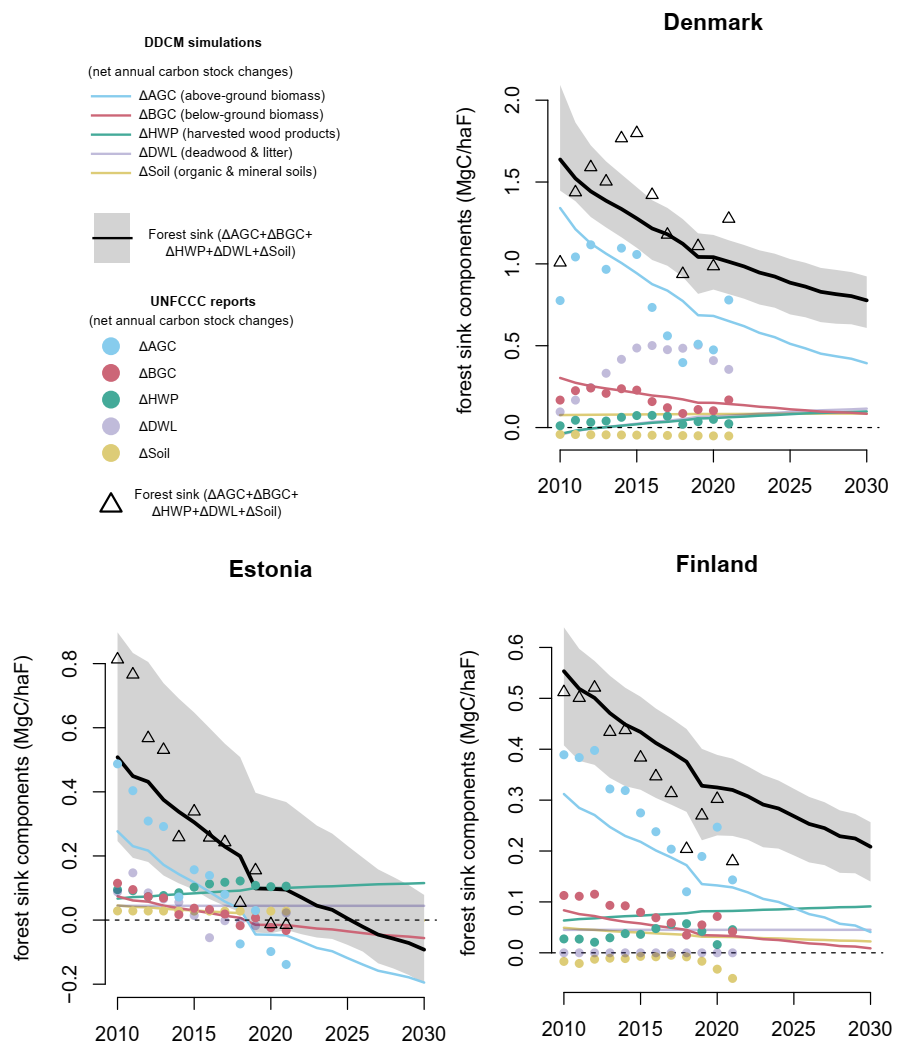 Denmark
DDCM simulations
(net annual carbon stock changes)
ΔAGC (above-ground biomass)
ΔBGC (below-ground biomass)
ΔHWP (harvested wood products)
ΔDWL (deadwood & litter)
ΔSoil (organic & mineral soils)
Forest sink (ΔAGC+ΔBGC+
ΔHWP+ΔDWL+ΔSoil)
UNFCCC reports
(net annual carbon stock changes)
ΔAGC
ΔBGC
ΔHWP
ΔDWL
ΔSoil
Forest sink (ΔAGC+ΔBGC+
ΔHWP+ΔDWL+ΔSoil)
forest sink components (MgC/haF)
2.0
1.5
1.0
0.5
0.0
2010 2015 2020 2025 2030
Estonia
forest sink components (MgC/haF)
0.8
0.6
0.4
0.2
0.0
−0.2
2010 2015 2020 2025 2030
Finland
forest sink components (MgC/haF)
0.6
0.5
0.4
0.3
0.2
0.1
0.0
2010 2015 2020 2025 2030